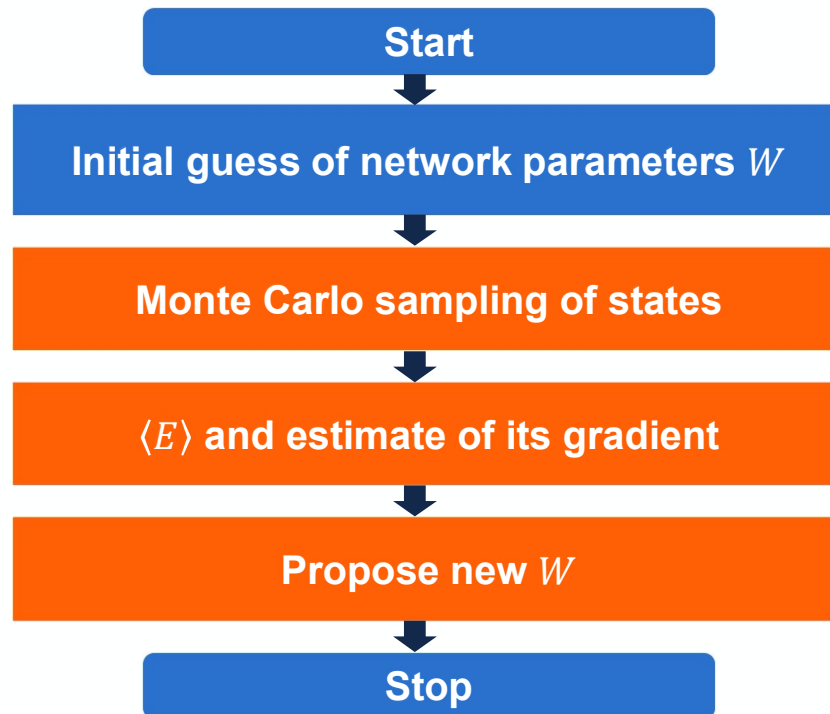 Start
Initial guess of network parameters W
Monte Carlo sampling of states
⟨E⟩ and estimate of its gradient
Propose new W
Stop